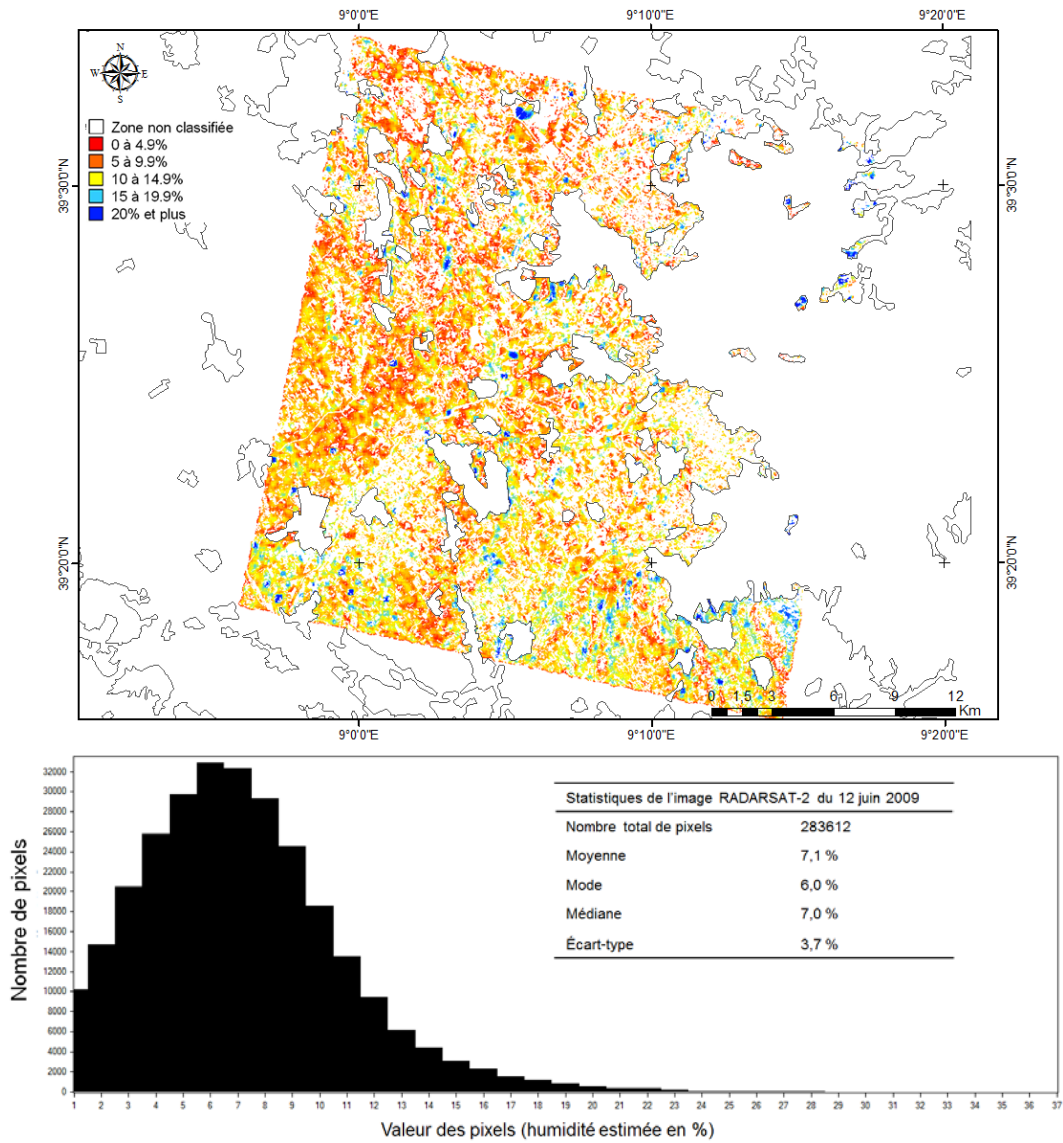 9°0'0"E 9°10'0"E 9°20'0"E
N
W E
S
Zone non classifiée
0 à 4.9%
5 à 9.9%
10 à 14.9%
15 à 19.9%
20% et plus
39°30'0"N 39°30'0"N
39°20'0"N 39°20'0"N
0 1,5 3 6 9 12
Km
9°0'0"E 9°10'0"E 9°20'0"E
Nombre de pixels
32000
30000
28000
26000
24000
22000
20000
18000
16000
14000
12000
10000
8000
6000
4000
2000
0
Statistiques de l'image RADARSAT-2 du 12 juin 2009
Nombre total de pixels 283612
Moyenne 7,1 %
Mode 6,0 %
Médiane 7,0 %
Écart-type 3,7 %
1 2 3 4 5 6 7 8 9 10 11 12 13 14 15 16 17 18 19 20 21 22 23 24 25 26 27 28 29 30 31 32 33 34 35 36 37
Valeur des pixels (humidité estimée en %)